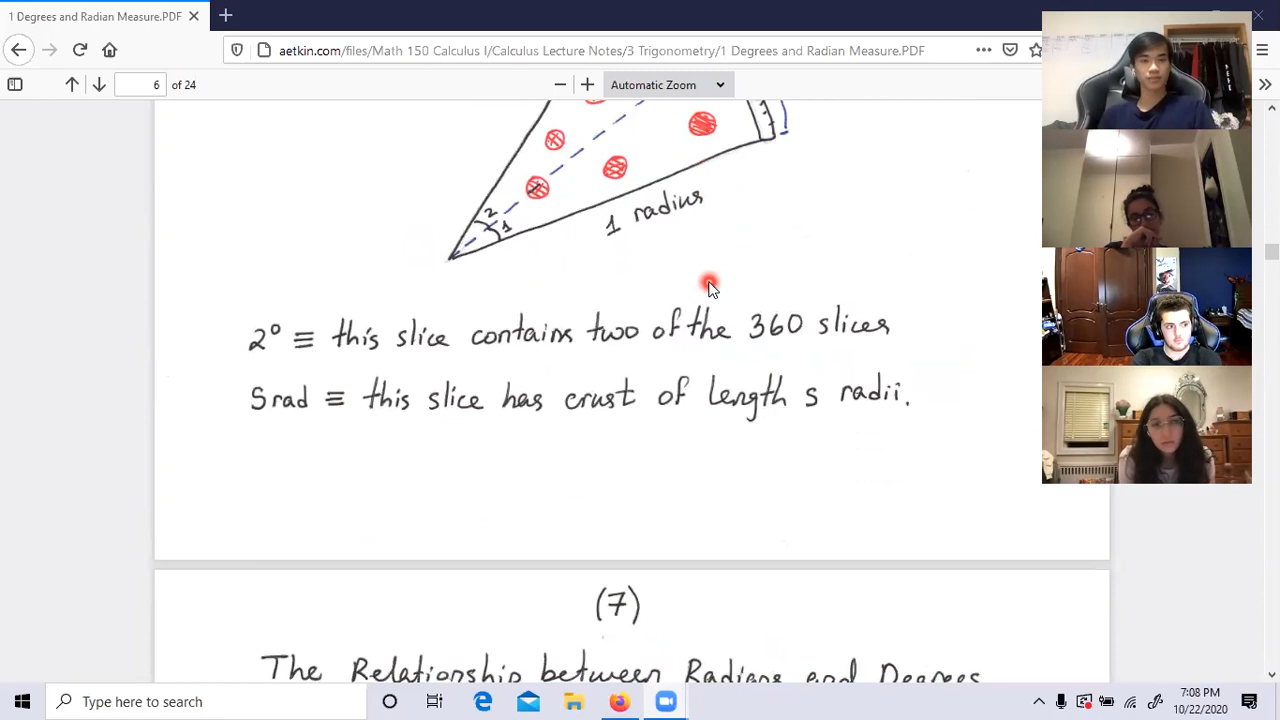 1 Degrees and Radian Measure.PDF
aetkin.com/
ath 150 Calculus I/Calculus Lecture Notes/3 Trigonometry/1 Degrees and Radian Measure.PDF
6 of 24
Automatic Zoom
2
1
1 radius
2° ≡ this slice contains two of the 360 slices
S rad ≡ this slice has crust of length s radii.
(7)
The Relationship between Radians and Degrees
Type here to search
7:08 PM
10/22/2020